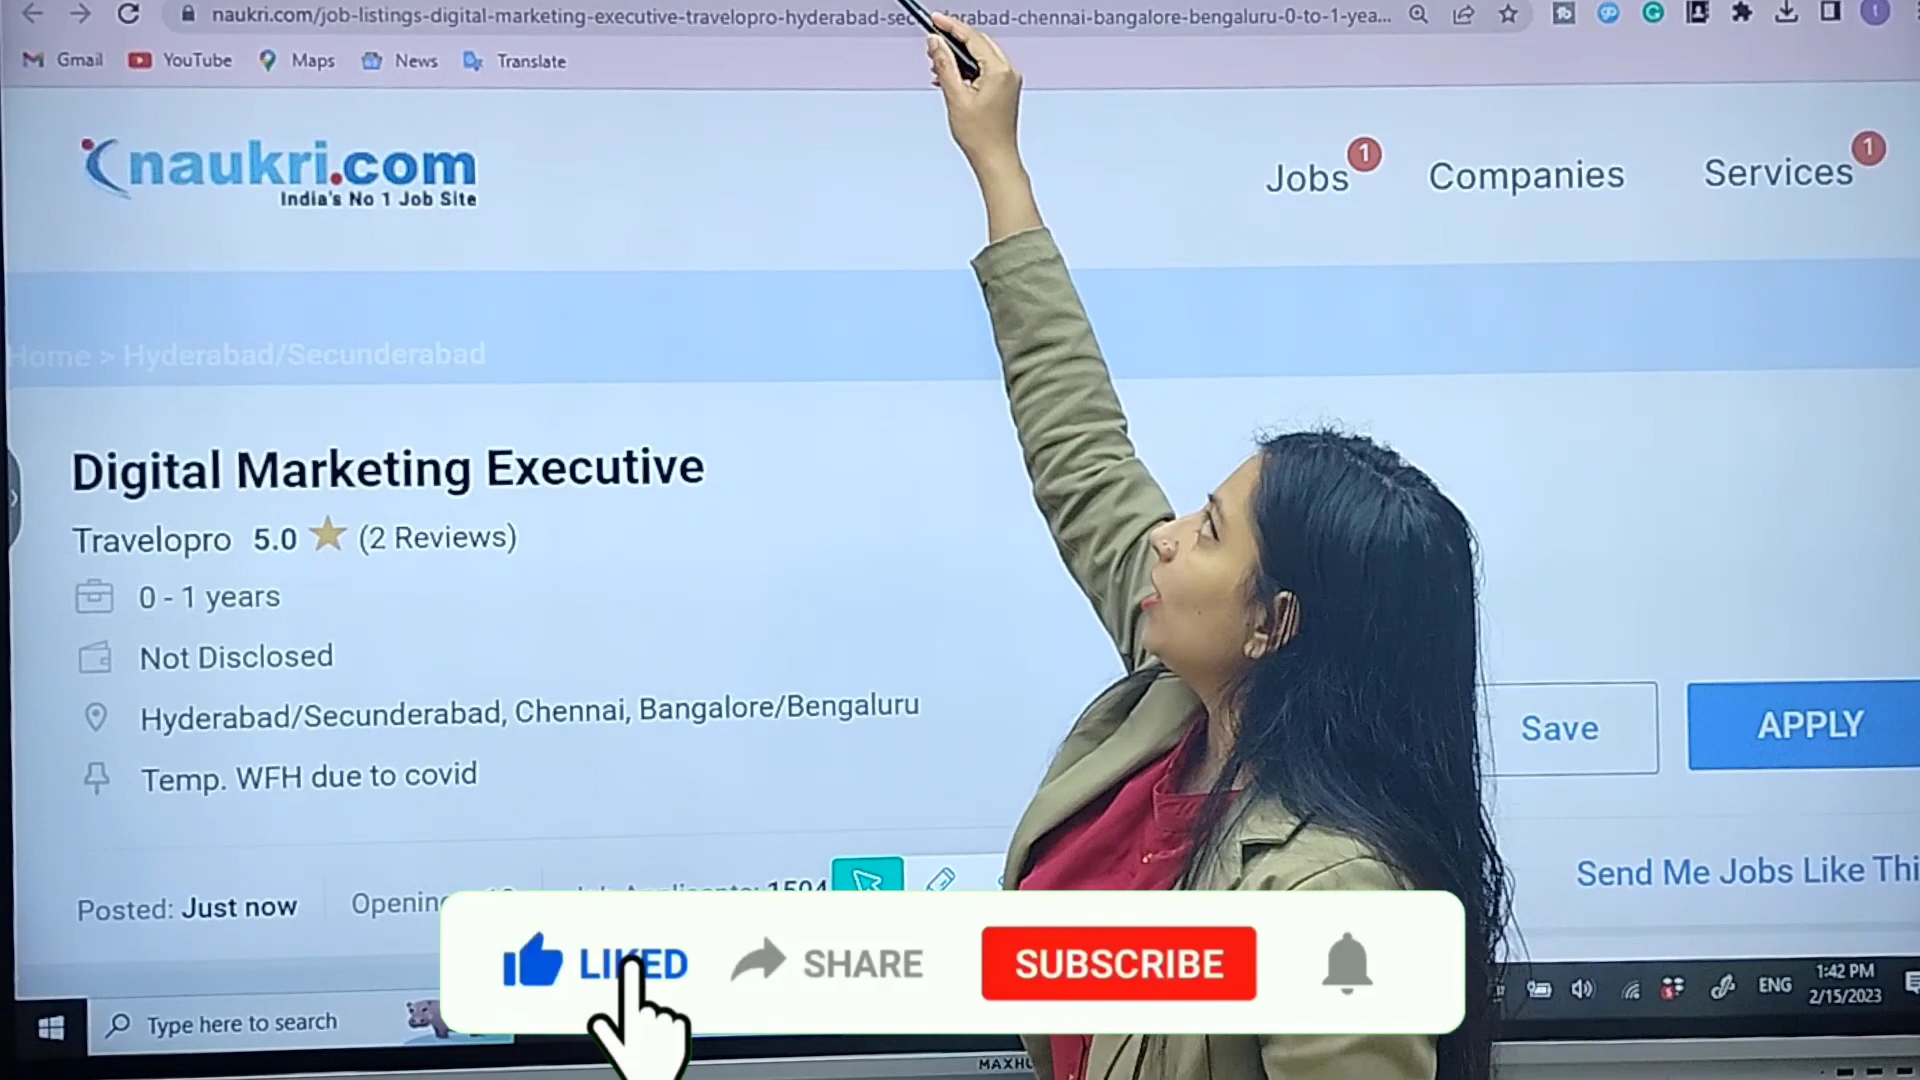 naukri.com/job-listings-digital-marketing-executive-travelopro-hyderabad-sec abad-chennai-bangalore-bengaluru-0-to-1-yea...
Gmail YouTube Maps News Translate
naukri.com
India's No 1 Job Site
Jobs 1 Companies Services 1
Home > Hyderabad/Secunderabad
Digital Marketing Executive
Travelopro 5.0 (2 Reviews)
0 - 1 years
Not Disclosed
Hyderabad/Secunderabad, Chennai, Bangalore/Bengaluru
Temp. WFH due to covid
Save APPLY
Send Me Jobs Like Thi
Posted: Just now 1504
LIKED SHARE SUBSCRIBE
Type here to search
ENG 1:42 PM
2/15/2023
MAXHU